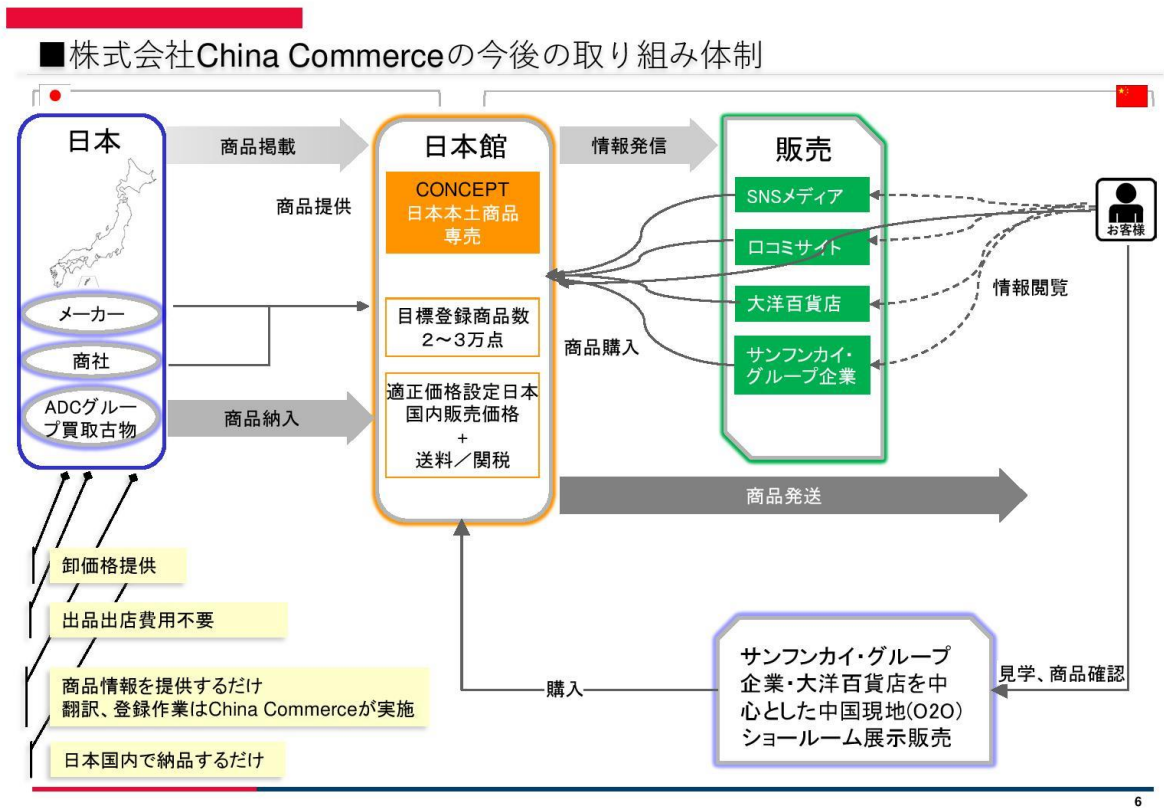 ■株式会社China Commerceの今後の取り組み体制
日本
商品掲載
日本館
情報発信
販売
CONCEPT
日本本土商品
専売
商品提供
SNSメディア
口コミサイト
大洋百貨店
サンフンカイ・
グループ企業
お客様
情報閲覧
メーカー
商社
ADCグルー
プ買取古物
目標登録商品数
2～3万点
商品購入
適正価格設定日本
国内販売価格
+
送料／関税
商品納入
商品発送
卸価格提供
出品出店費用不要
商品情報を提供するだけ
翻訳、登録作業はChina Commerceが実施
日本国内で納品するだけ
購入
サンフンカイ・グループ
企業・大洋百貨店を中
心とした中国現地(O2O)
ショールーム展示販売
見学、商品確認
6